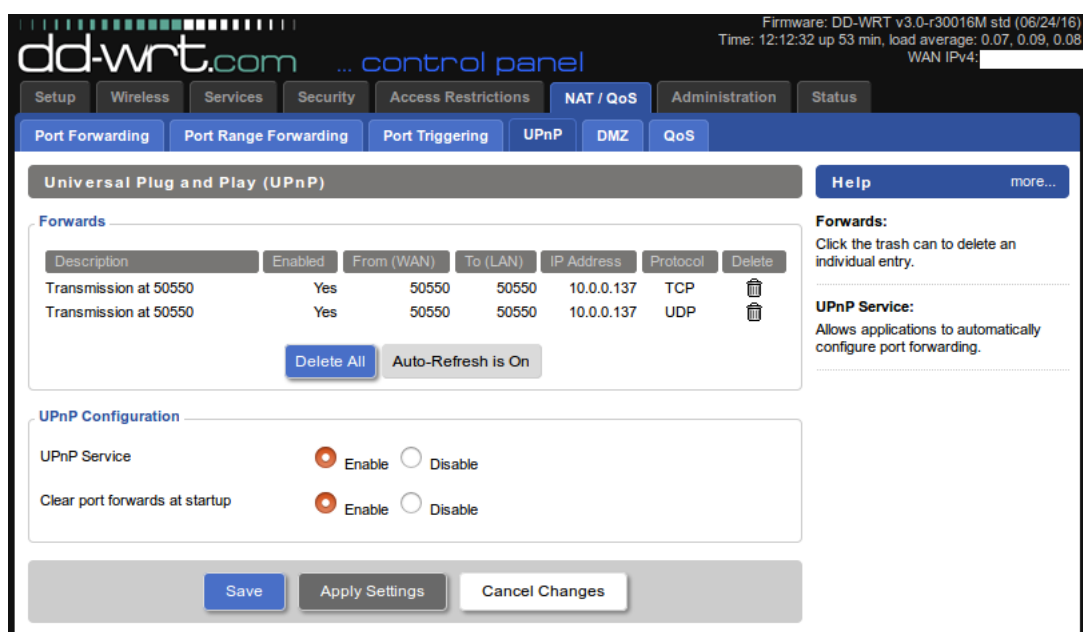 Firmware: DD-WRT v3.0-r30016M std (06/24/16)
Time: 12:12:32 up 53 min, load average: 0.07, 0.09, 0.08
WAN IPv4:
dd-wrt.com ... control panel
Setup Wireless Services Security Access Restrictions NAT / QoS Administration Status
Port Forwarding Port Range Forwarding Port Triggering UPnP DMZ QoS
Universal Plug and Play (UPnP)
Forwards
Description Enabled From (WAN) To (LAN) IP Address Protocol Delete
Transmission at 50550 Yes 50550 50550 10.0.0.137 TCP
Transmission at 50550 Yes 50550 50550 10.0.0.137 UDP
Delete All Auto-Refresh is On
UPnP Configuration
UPnP Service Enable Disable
Clear port forwards at startup Enable Disable
Save Apply Settings Cancel Changes
Help more...
Forwards:
Click the trash can to delete an
individual entry.
UPnP Service:
Allows applications to automatically
configure port forwarding.